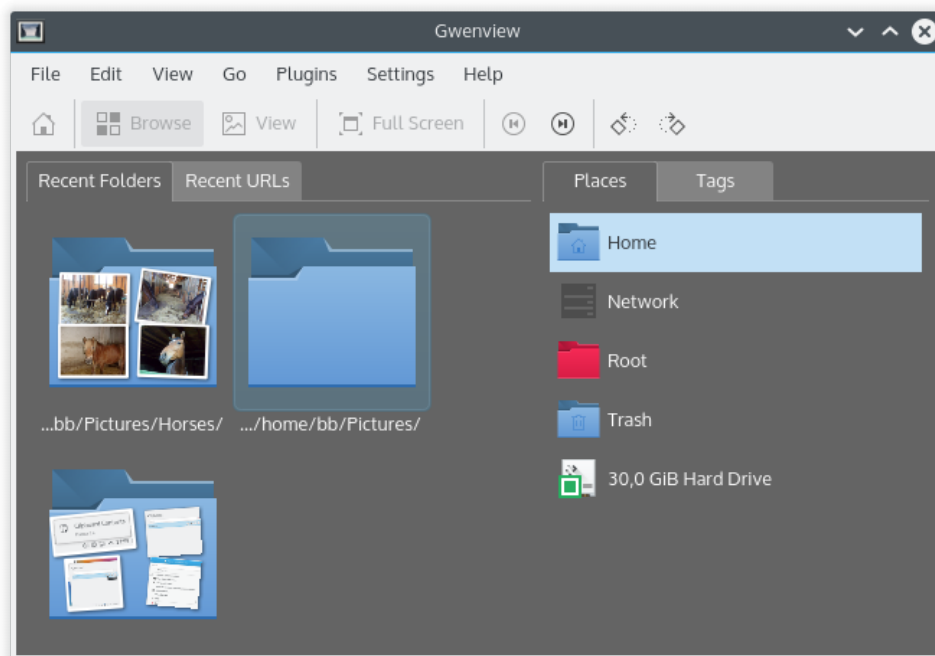 Gwenview
File Edit View Go Plugins Settings Help
Browse View Full Screen
Recent Folders Recent URLs
Places Tags
Home
Network
Root
Trash
30,0 GiB Hard Drive
...bb/Pictures/Horses/ .../home/bb/Pictures/